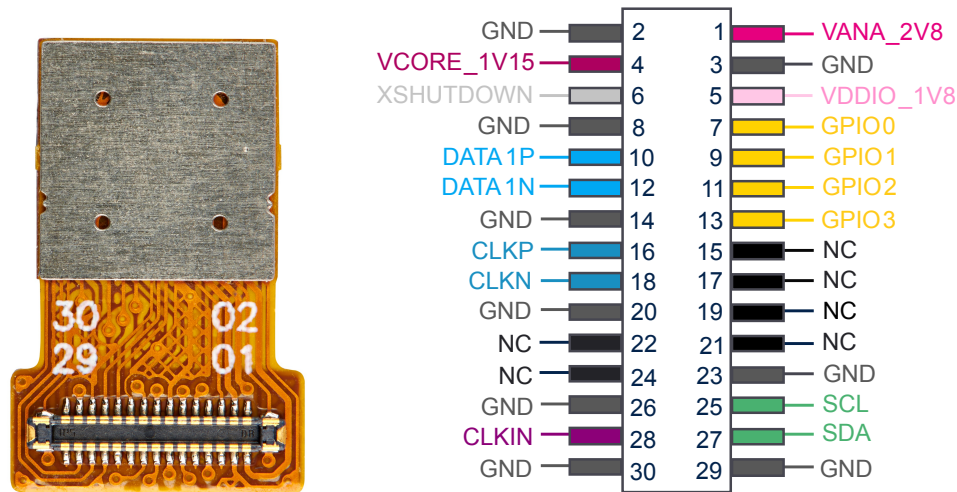 30 02
29 01
GND 2 1 VANA_2V8
VCORE_1V15 4 3 GND
XSHUTDOWN 6 5 VDDIO_1V8
GND 8 7 GPIO0
DATA1P 10 9 GPIO1
DATA1N 12 11 GPIO2
GND 14 13 GPIO3
CLKP 16 15 NC
CLKN 18 17 NC
GND 20 19 NC
NC 22 21 NC
NC 24 23 GND
GND 26 25 SCL
CLKIN 28 27 SDA
GND 30 29 GND